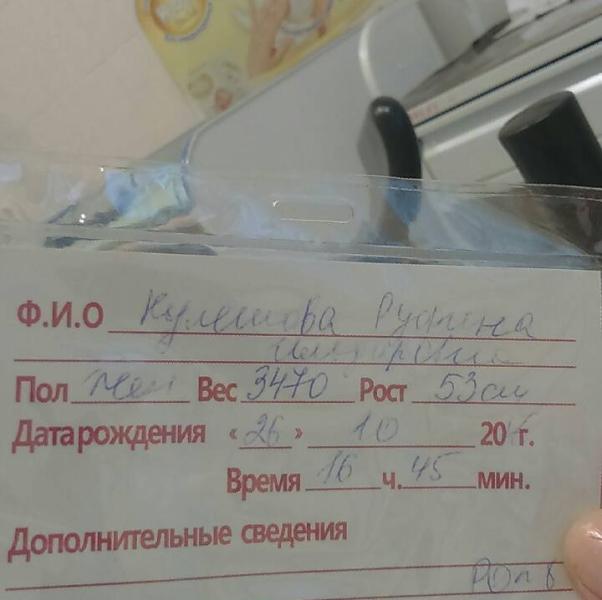 Ф.И.О Кулешова Руфина
Пол Жен Вес 3470 Рост 53см
Дата рождения «26» 10 20 г.
Время 16 ч. 45 мин.
Дополнительные сведения